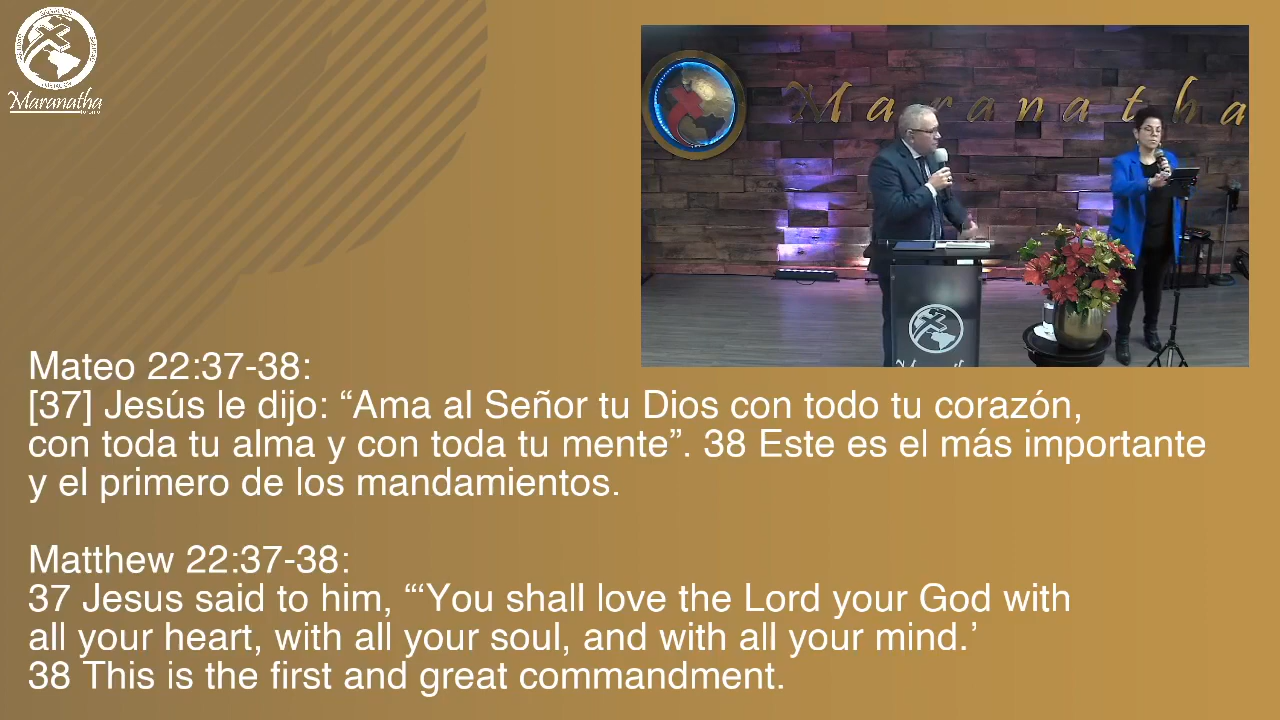 Maranatha
Maranatha
Mateo 22:37-38:
[37] Jesús le dijo: “Ama al Señor tu Dios con todo tu corazón,
con toda tu alma y con toda tu mente”. 38 Este es el más importante
y el primero de los mandamientos.
Matthew 22:37-38:
37 Jesus said to him, “‘You shall love the Lord your God with
all your heart, with all your soul, and with all your mind.’
38 This is the first and great commandment.